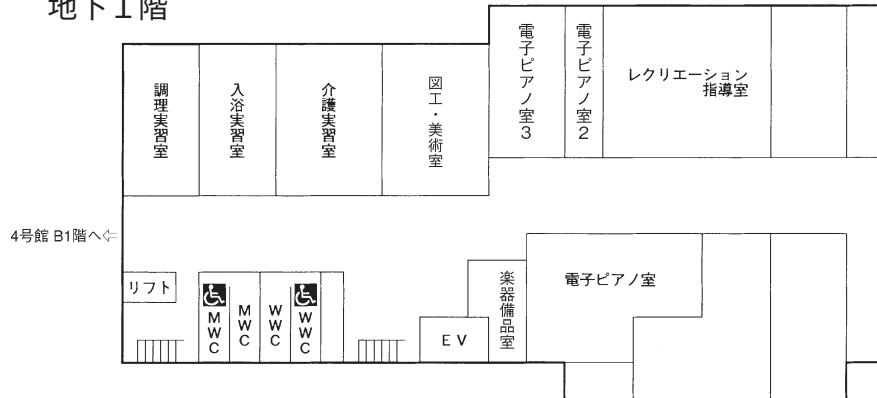 地下1階
調理実習室
入浴実習室
介護実習室
図工・美術室
電子ピアノ室3
電子ピアノ室2
レクリエーション
指導室
4号館 B1階へ⇦
リフト
MWC
MWC
WWC
WWC
EV
楽器備品室
電子ピアノ室